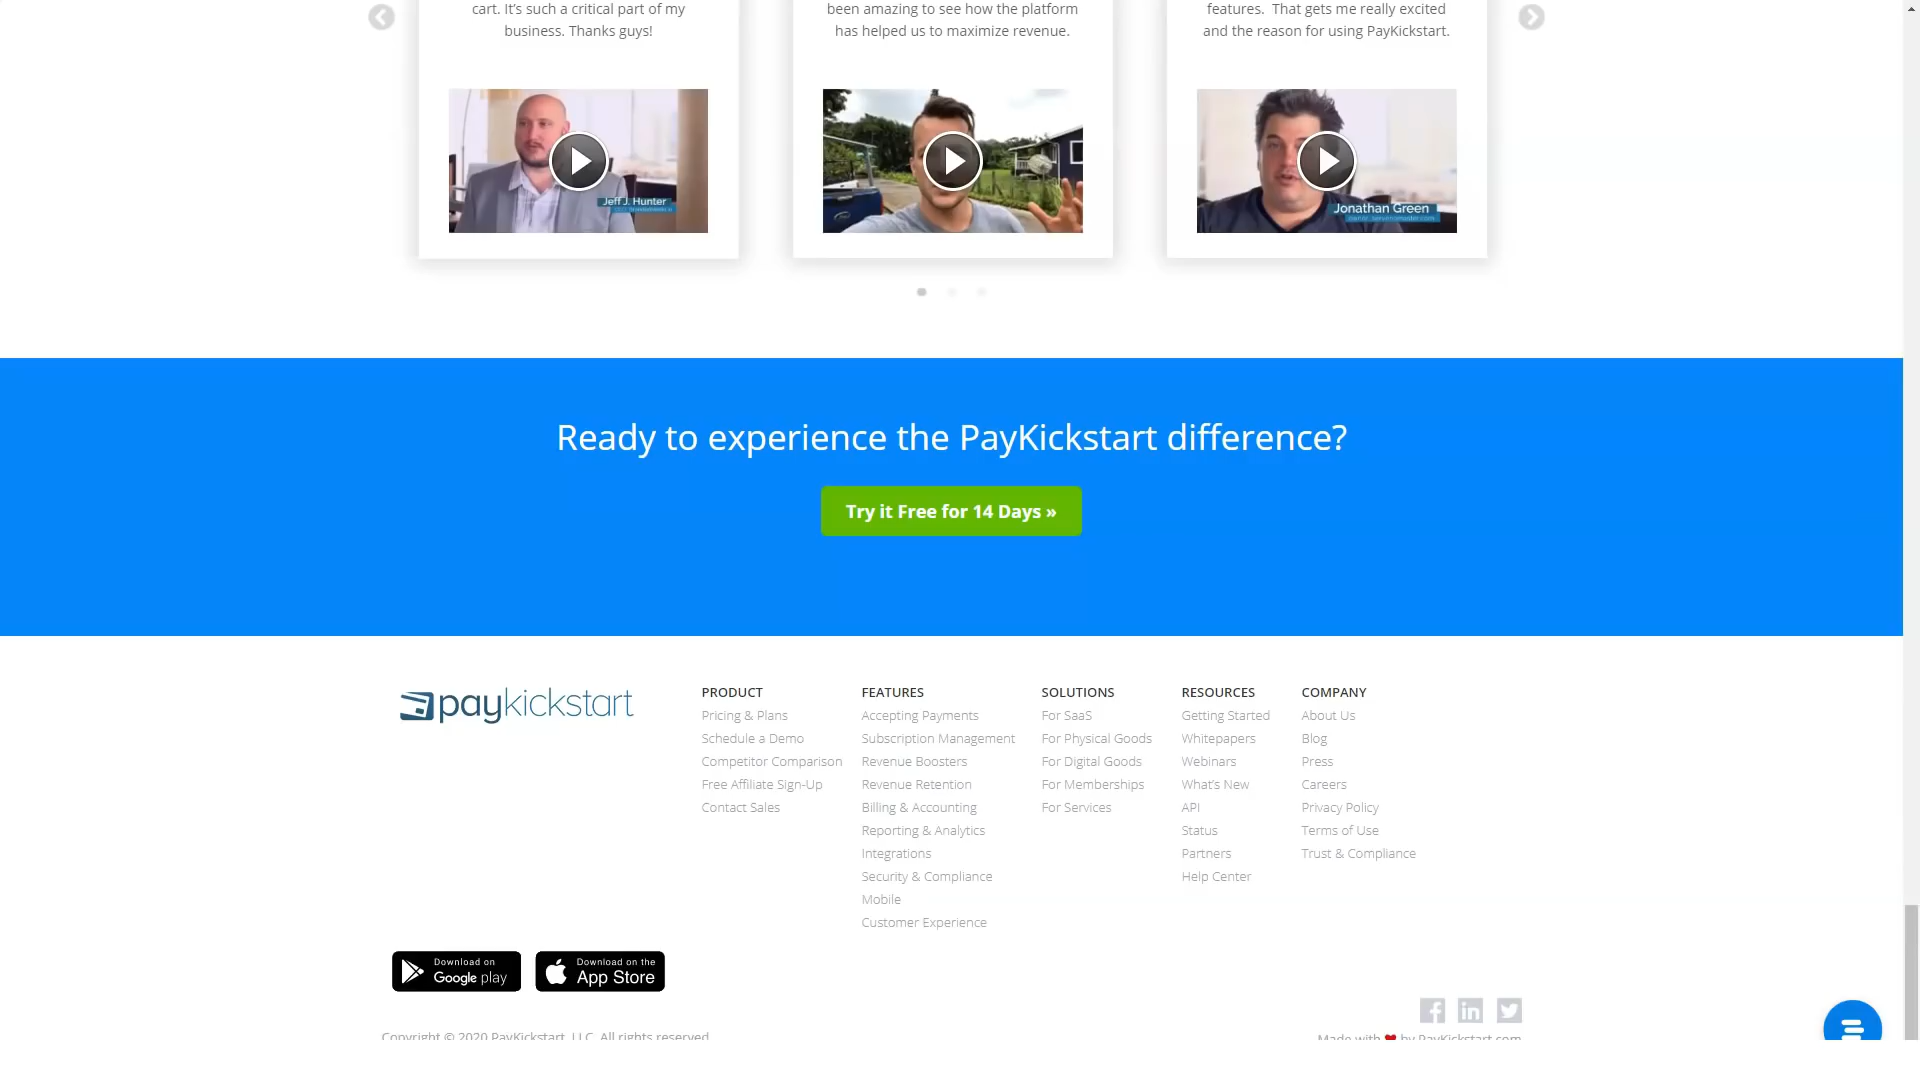 cart. It’s such a critical part of my
business. Thanks guys!
been amazing to see how the platform
has helped us to maximize revenue.
features. That gets me really excited
and the reason for using PayKickstart.
Jeff J. Hunter
Jonathan Green
Ready to experience the PayKickstart difference?
Try it Free for 14 Days »
paykickstart
PRODUCT
Pricing & Plans
Schedule a Demo
Competitor Comparison
Free Affiliate Sign-Up
Contact Sales
FEATURES
Accepting Payments
Subscription Management
Revenue Boosters
Revenue Retention
Billing & Accounting
Reporting & Analytics
Integrations
Security & Compliance
Mobile
Customer Experience
SOLUTIONS
For SaaS
For Physical Goods
For Digital Goods
For Memberships
For Services
RESOURCES
Getting Started
Whitepapers
Webinars
What’s New
API
Status
Partners
Help Center
COMPANY
About Us
Blog
Press
Careers
Privacy Policy
Terms of Use
Trust & Compliance
Download on
Google play
Download on the
App Store
Copyright © 2020 PayKickstart, LLC. All rights reserved
Made with ❤ by PayKickstart.com